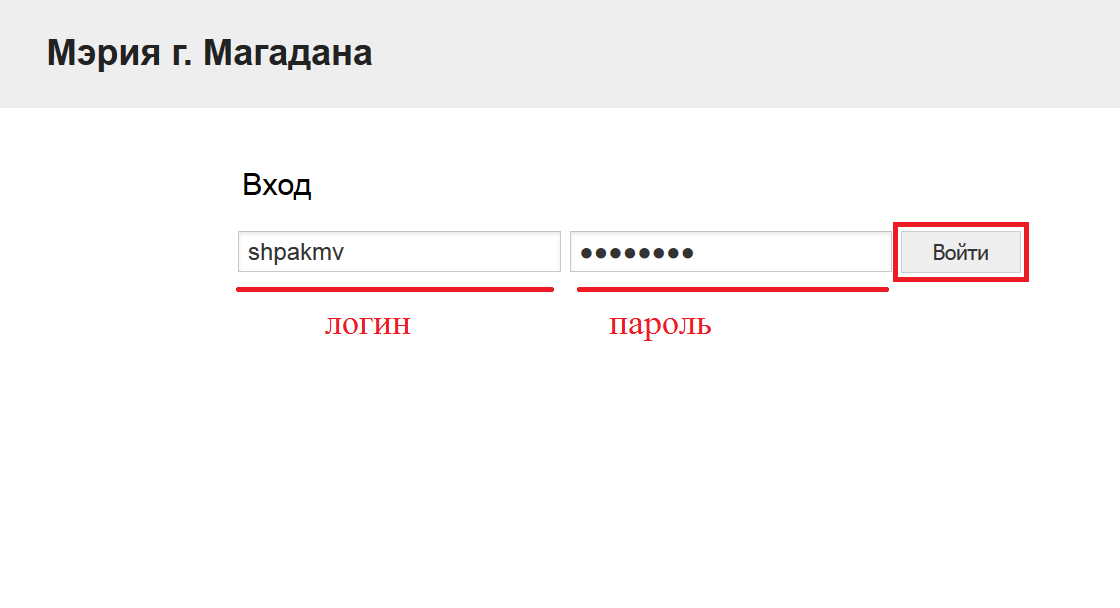 Мэрия г. Магадана
Вход
shpakmv ●●●●●●●● Войти
логин пароль